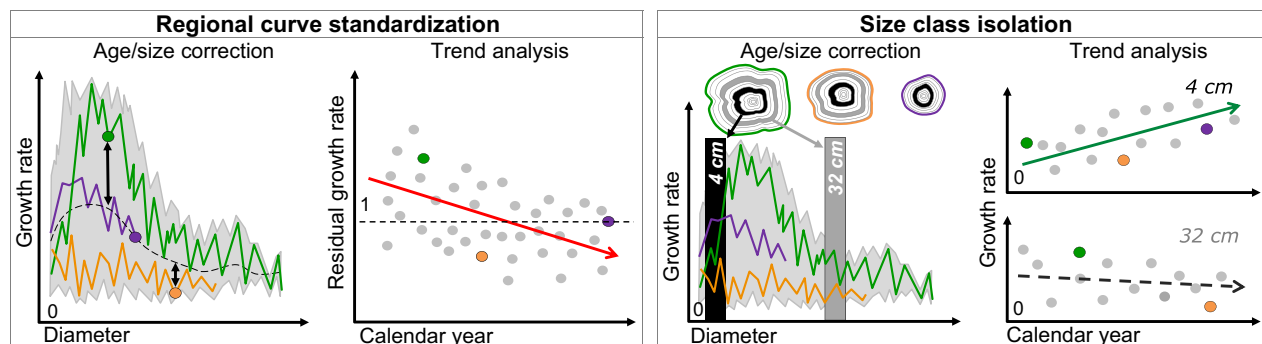 Regional curve standardization
Age/size correction
Trend analysis
Growth rate
0
Diameter
Residual growth rate
1
Calendar year
Size class isolation
Age/size correction
Trend analysis
Growth rate
4 cm
32 cm
0
Diameter
Growth rate
4 cm
0
32 cm
0
Calendar year